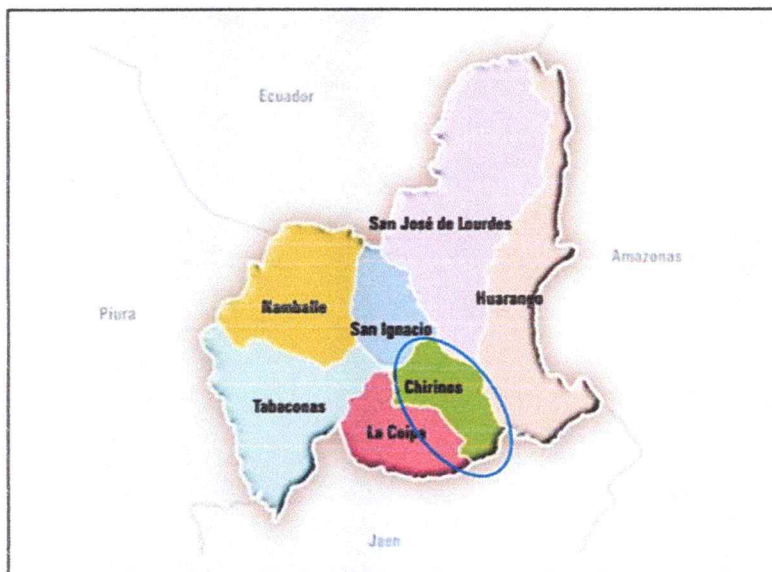 Ecuador
San José de Lourdes
Amazonas
Huarango
Piura
Namballe
San Ignacio
Chirinos
Tabaconas
La Coipa
Jaen